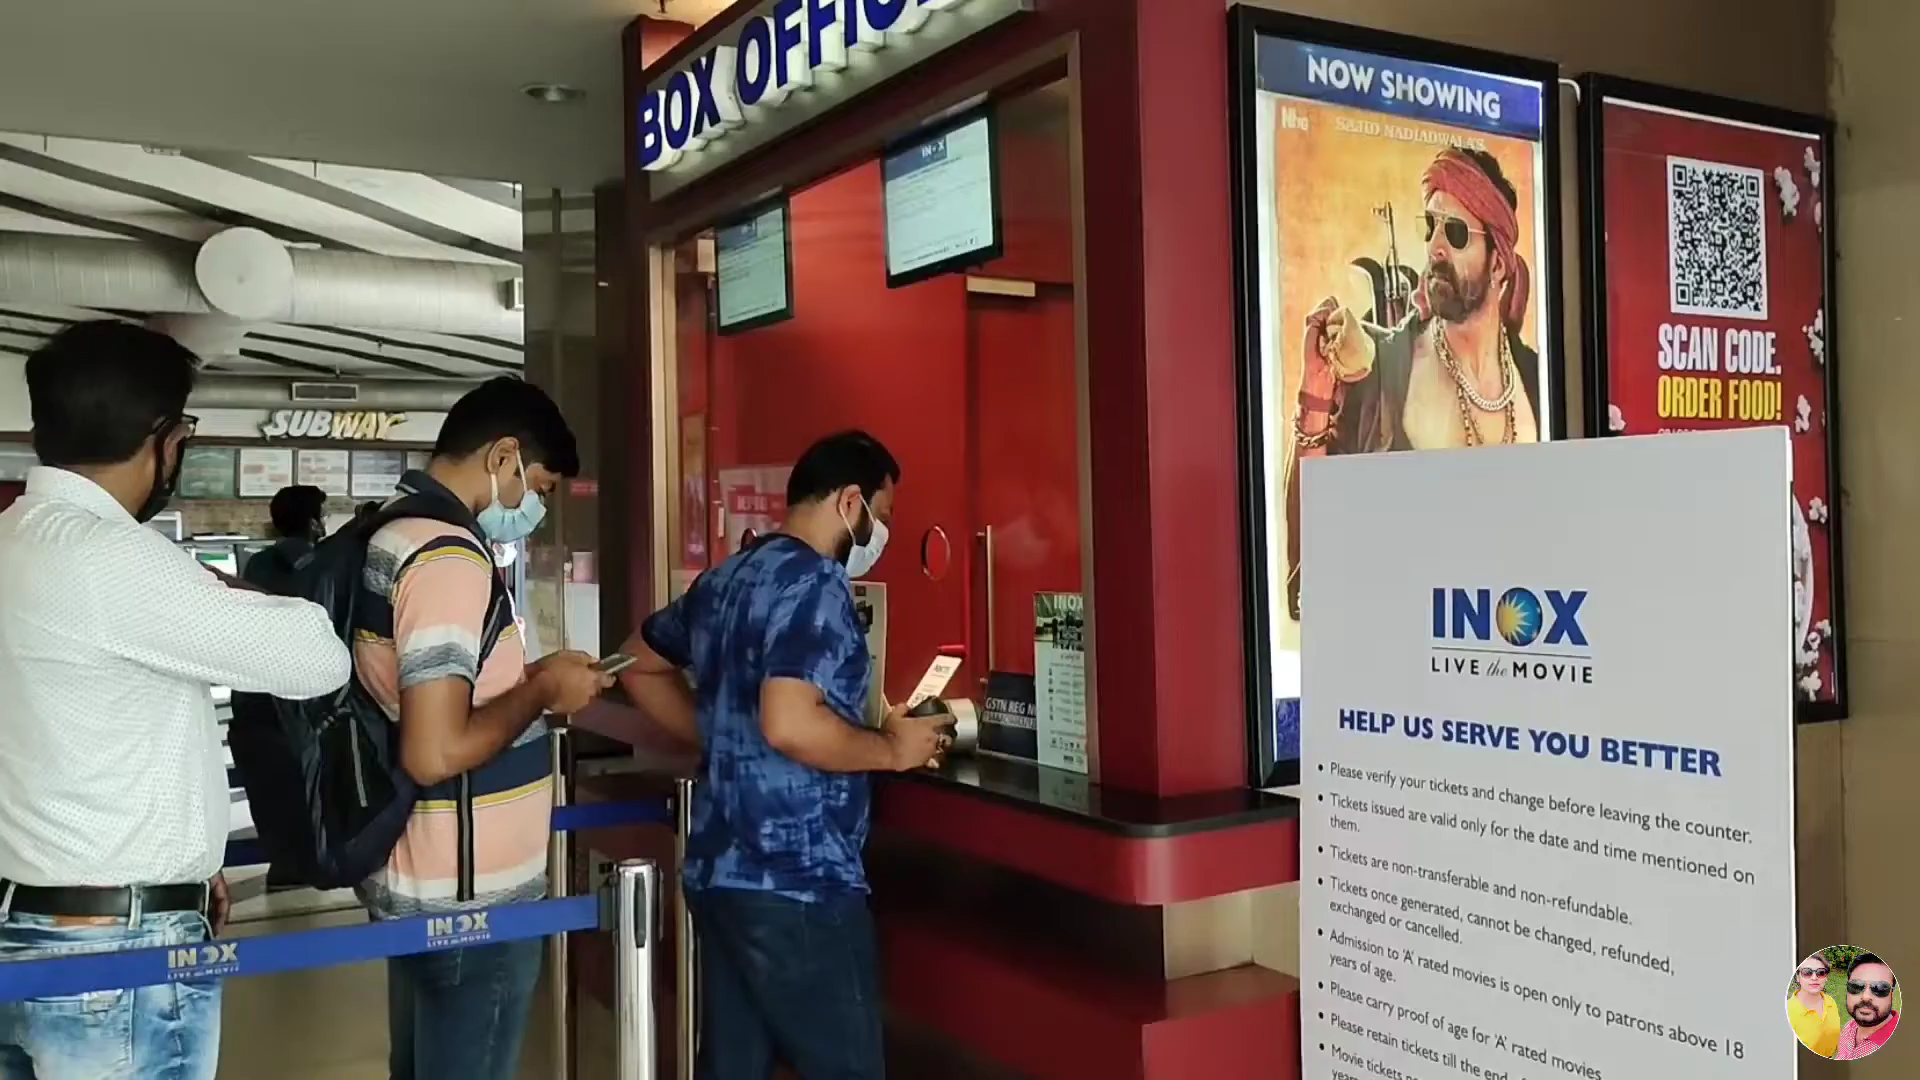 BOX OFFIC
INOX
NOW SHOWING
Nhg
SAJID NADIADWALA'S
SCAN CODE.
ORDER FOOD!
SUBWAY
INOX
GSTN REG N
INOX
LIVE the MOVIE
HELP US SERVE YOU BETTER
• Please verify your tickets and change before leaving the counter.
• Tickets issued are valid only for the date and time mentioned on
them.
• Tickets are non-transferable and non-refundable.
• Tickets once generated, cannot be changed, refunded,
exchanged or cancelled.
• Admission to 'A' rated movies is open only to patrons above 18
years of age.
• Please carry proof of age for 'A' rated movies
• Please retain tickets till the end
• Movie tickets
INOX
LIVE the MOVIE
INOX
LIVE the MOVIE